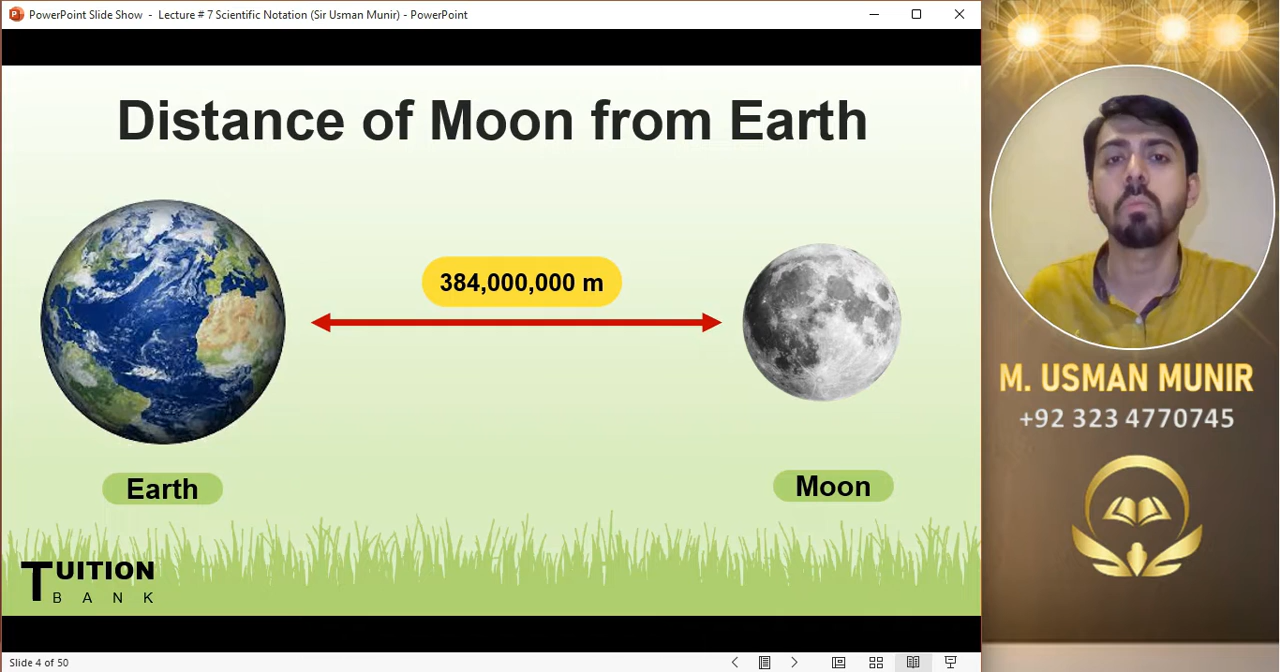 PowerPoint Slide Show - Lecture # 7 Scientific Notation (Sir Usman Munir) - PowerPoint
Distance of Moon from Earth
384,000,000 m
Earth
Moon
TUITION
BANK
Slide 4 of 50
M. USMAN MUNIR
+92 323 4770745